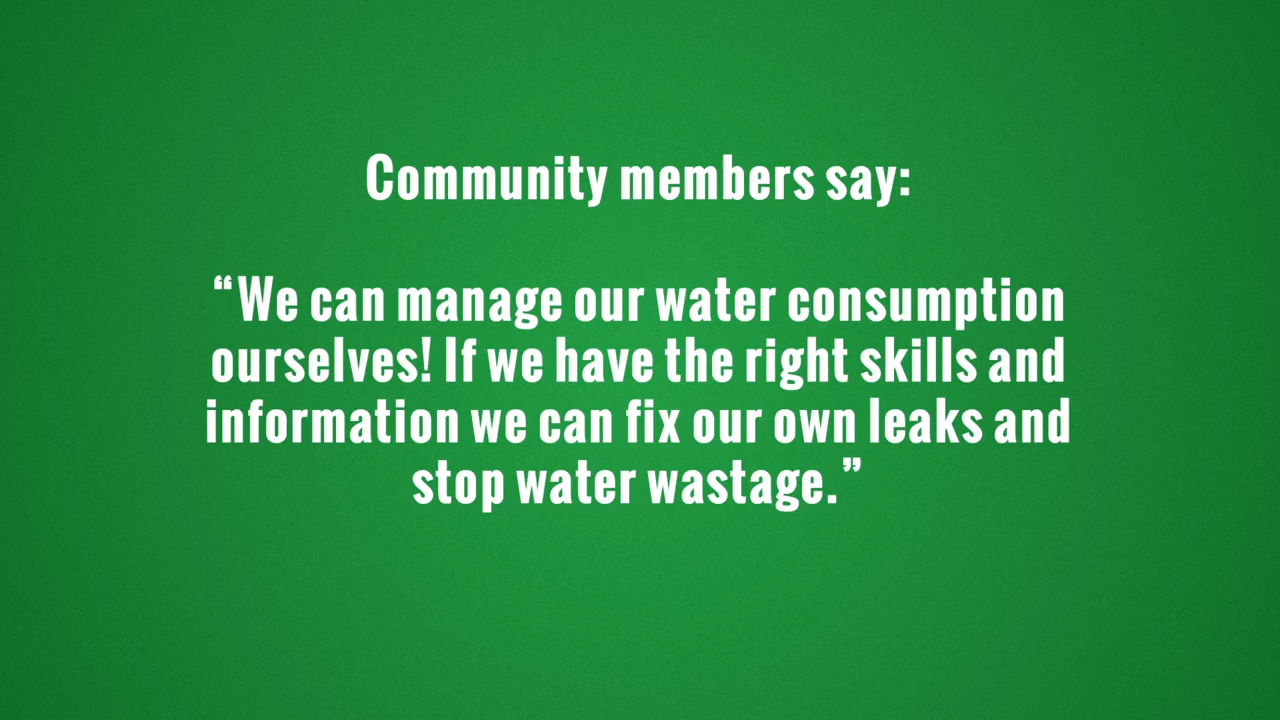 Community members say:
“We can manage our water consumption
ourselves! If we have the right skills and
information we can fix our own leaks and
stop water wastage.”